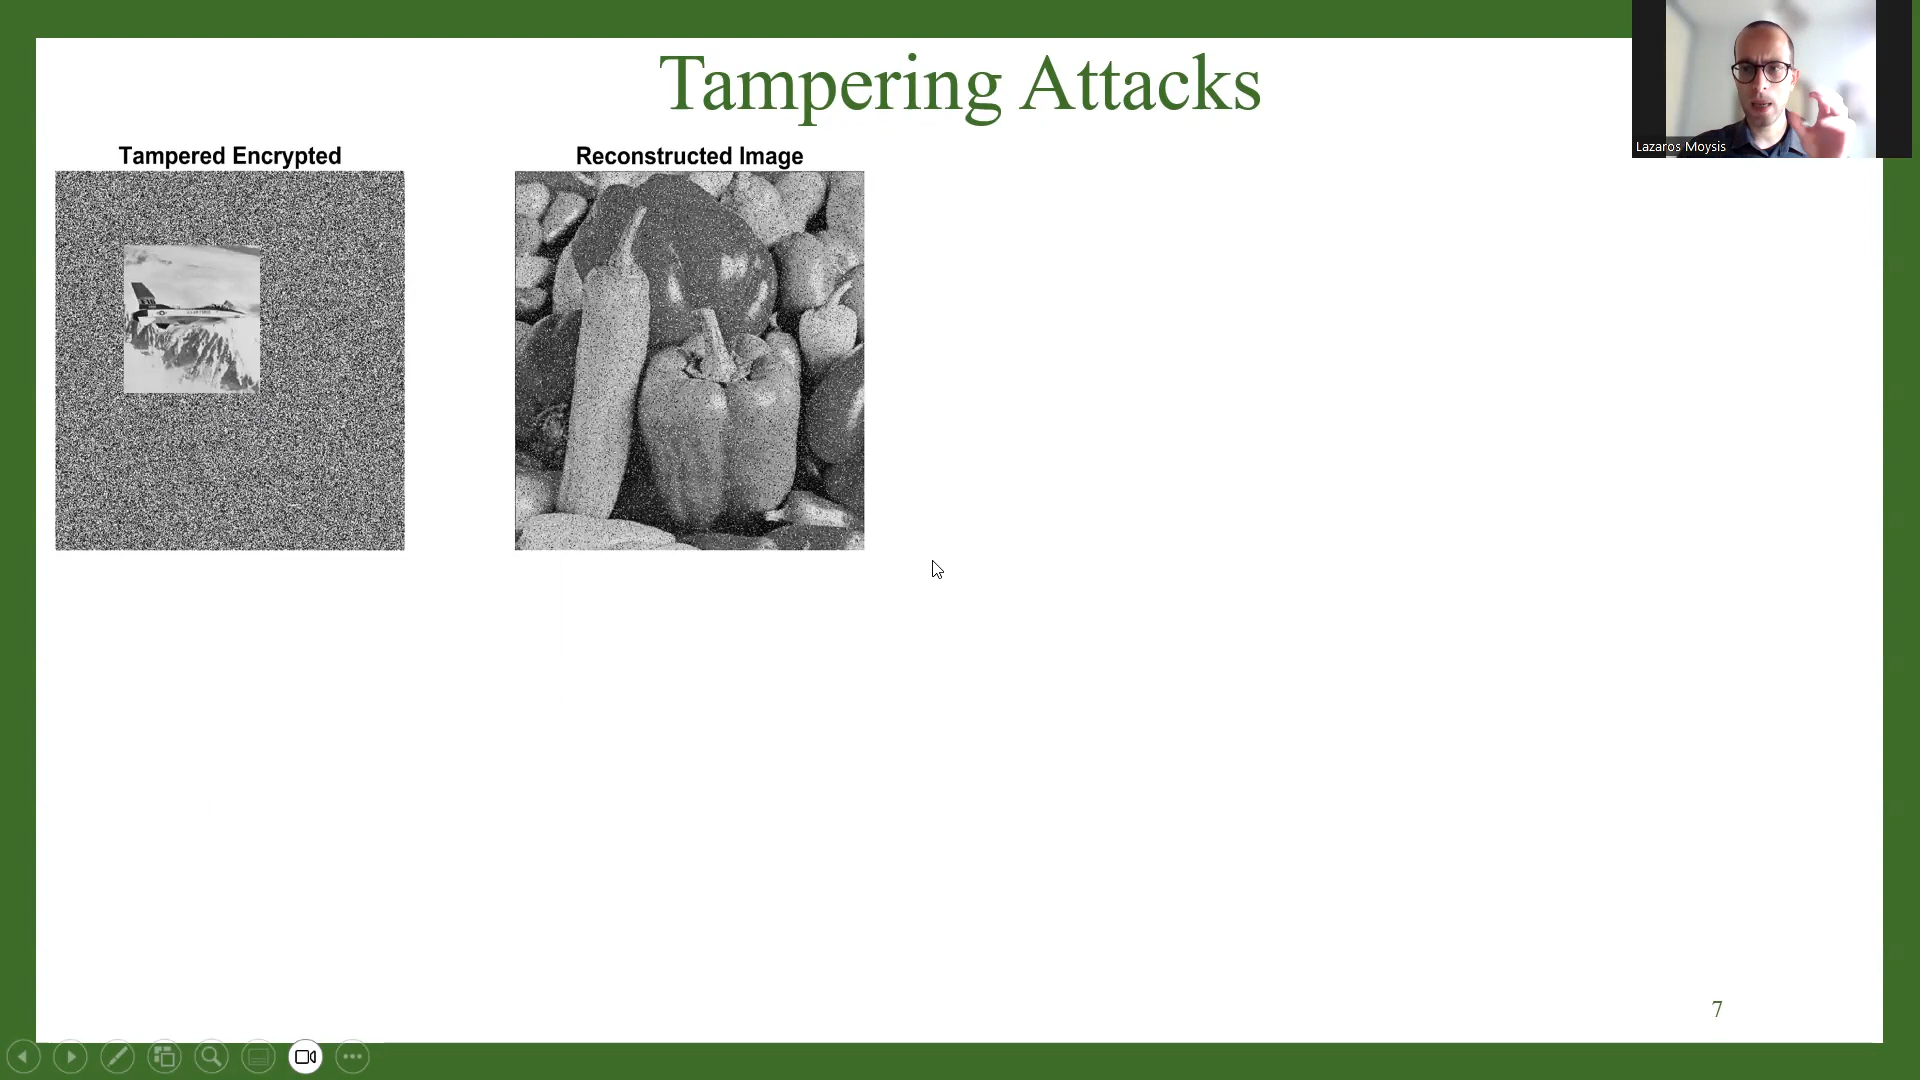 Tampering Attacks
Lazaros Moysis
Tampered Encrypted
Reconstructed Image
7